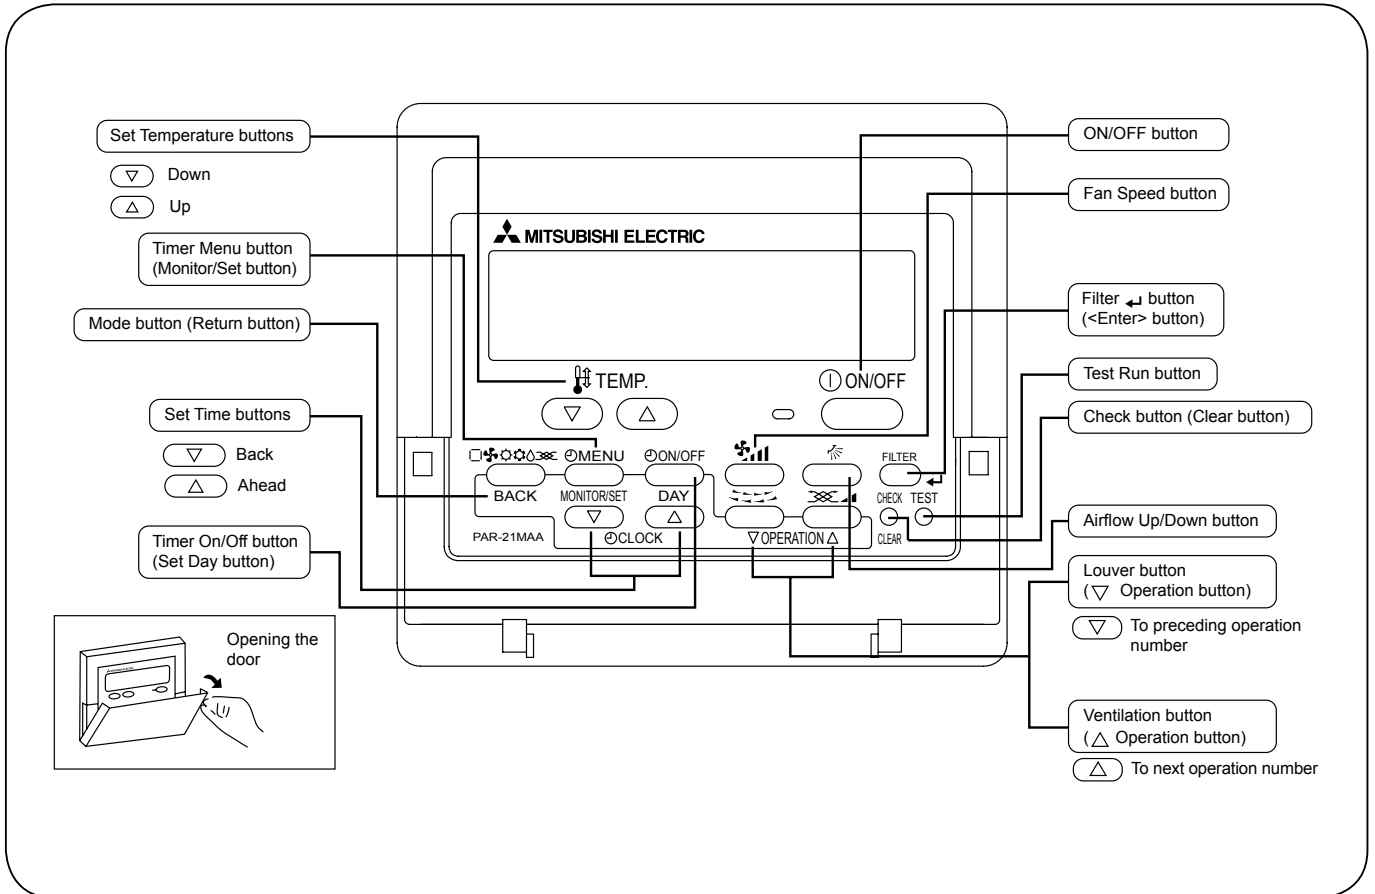 Set Temperature buttons
▽ Down
△ Up
Timer Menu button
(Monitor/Set button)
Mode button (Return button)
Set Time buttons
▽ Back
△ Ahead
Timer On/Off button
(Set Day button)
Opening the
door
MITSUBISHI ELECTRIC
TEMP.
ON/OFF
▽ △
MENU
ON/OFF
FILTER
BACK
MONITOR/SET
DAY
CHECK TEST
▽ △
PAR-21MAA
CLOCK
▽ OPERATION △
CLEAR
ON/OFF button
Fan Speed button
Filter ↵ button
(<Enter> button)
Test Run button
Check button (Clear button)
Airflow Up/Down button
Louver button
(▽ Operation button)
▽ To preceding operation
number
Ventilation button
(△ Operation button)
△ To next operation number